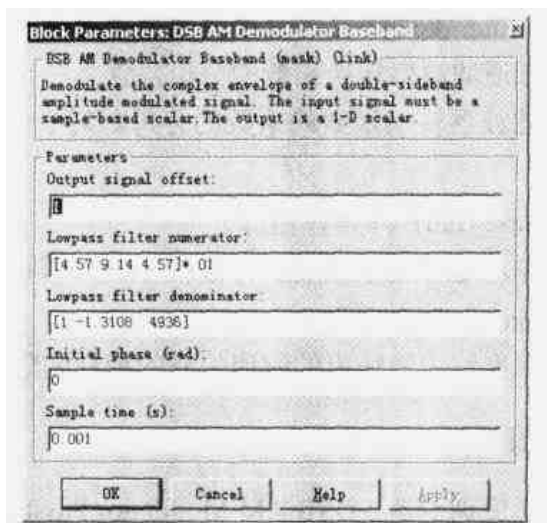 Block Parameters: DSB AM Demodulator Baseband
DSB AM Demodulator Baseband (mask) (link)
Demodulate the complex envelope of a double-sideband
amplitude modulated signal. The input signal must be a
sample-based scalar. The output is a 1-D scalar.
Parameters
Output signal offset:
1
Lowpass filter numerator:
[4 57 9 14 4 57]* 01
Lowpass filter denominator:
[1 -1 3108 4936]
Initial phase (rad):
0
Sample time (s):
0 001
OK Cancel Help Apply